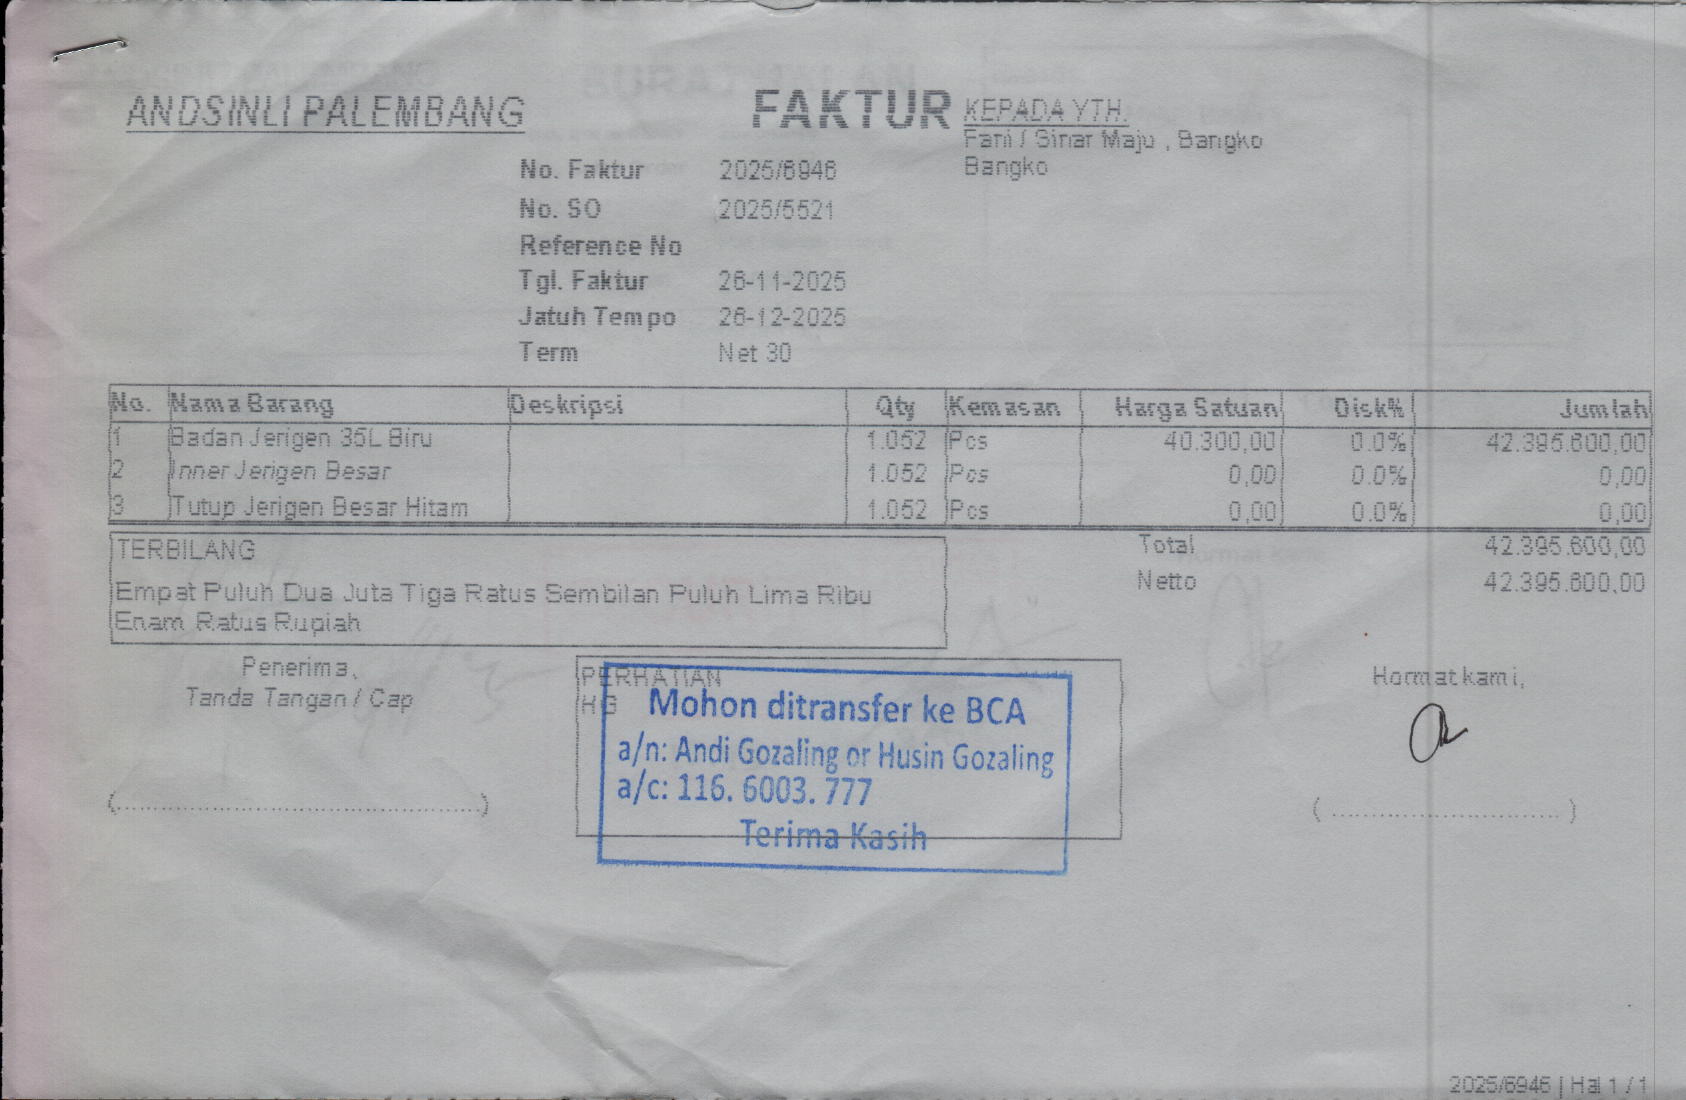 ANDSINLI PALEMBANG
FAKTUR
KEPADA YTH.
Fani / Sinar Maju , Bangko
Bangko
No. Faktur 2025/6946
No. SO 2025/5521
Reference No
Tgl. Faktur 26-11-2025
Jatuh Tempo 26-12-2025
Term Net 30
No. Nama Barang Deskripsi Qty Kemasan Harga Satuan Disk% Jumlah
1 Badan Jerigen 35L Biru 1.052 Pcs 40.300,00 0.0% 42.395.600,00
2 Inner Jerigen Besar 1.052 Pcs 0,00 0.0% 0,00
3 Tutup Jerigen Besar Hitam 1.052 Pcs 0,00 0.0% 0,00
Total 42.395.600,00
Netto 42.395.600,00
TERBILANG
Empat Puluh Dua Juta Tiga Ratus Sembilan Puluh Lima Ribu
Enam Ratus Rupiah
Penerima,
Tanda Tangan / Cap
PERHATIAN
HG
Mohon ditransfer ke BCA
a/n: Andi Gozaling or Husin Gozaling
a/c: 116. 6003. 777
Terima Kasih
Hormat kami,
2025/6946 | Hal 1 / 1